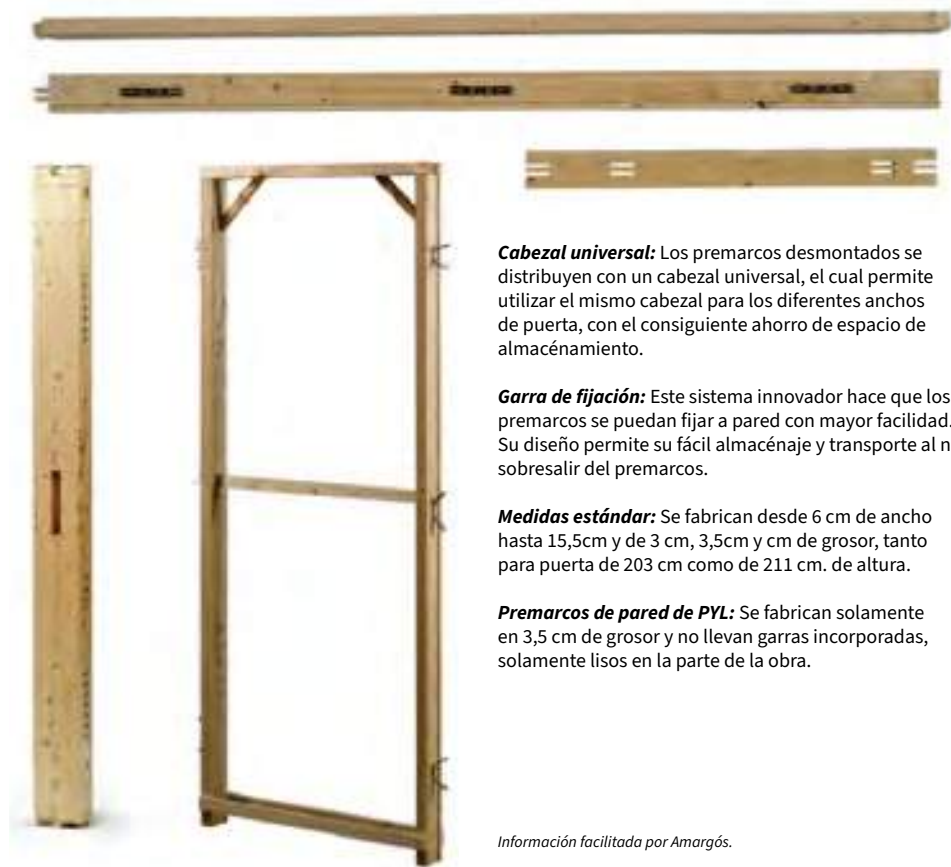 Cabezal universal: Los premarcos desmontados se
distribuyen con un cabezal universal, el cual permite
utilizar el mismo cabezal para los diferentes anchos
de puerta, con el consiguiente ahorro de espacio de
almacénamiento.
Garra de fijación: Este sistema innovador hace que los
premarcos se puedan fijar a pared con mayor facilidad.
Su diseño permite su fácil almacénaje y transporte al n
sobresalir del premarcos.
Medidas estándar: Se fabrican desde 6 cm de ancho
hasta 15,5cm y de 3 cm, 3,5cm y cm de grosor, tanto
para puerta de 203 cm como de 211 cm. de altura.
Premarcos de pared de PYL: Se fabrican solamente
en 3,5 cm de grosor y no llevan garras incorporadas,
solamente lisos en la parte de la obra.
Información facilitada por Amargós.